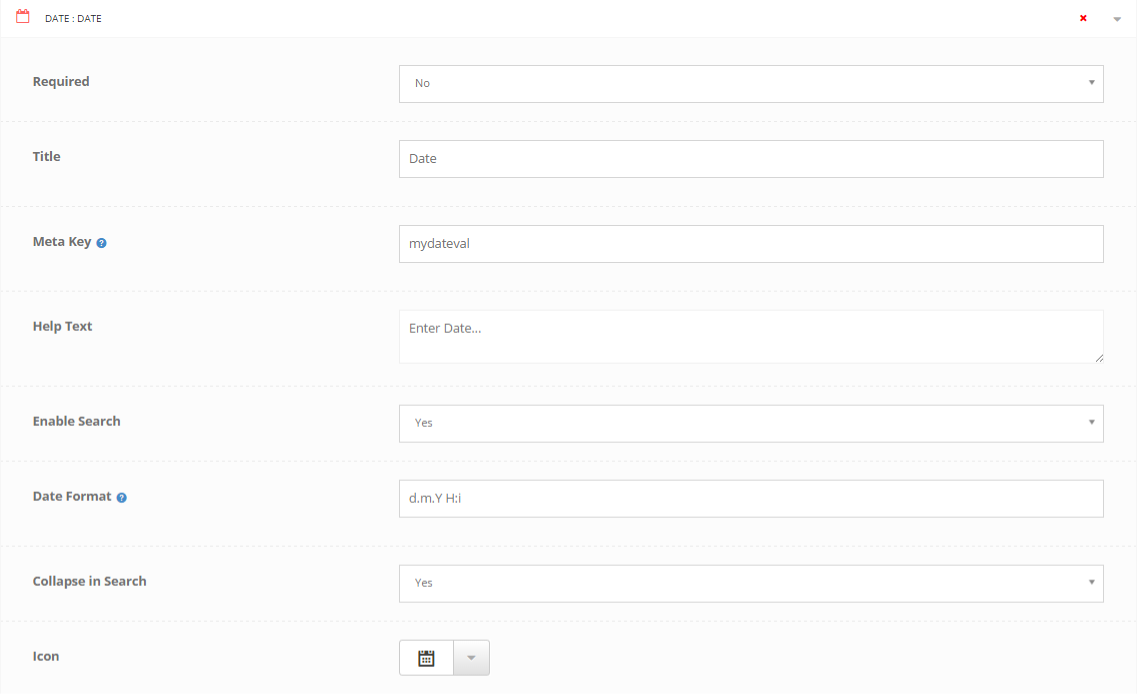 DATE : DATE
Required
No
Title
Date
Meta Key ?
mydateval
Help Text
Enter Date...
Enable Search
Yes
Date Format ?
d.m.Y H:i
Collapse in Search
Yes
Icon